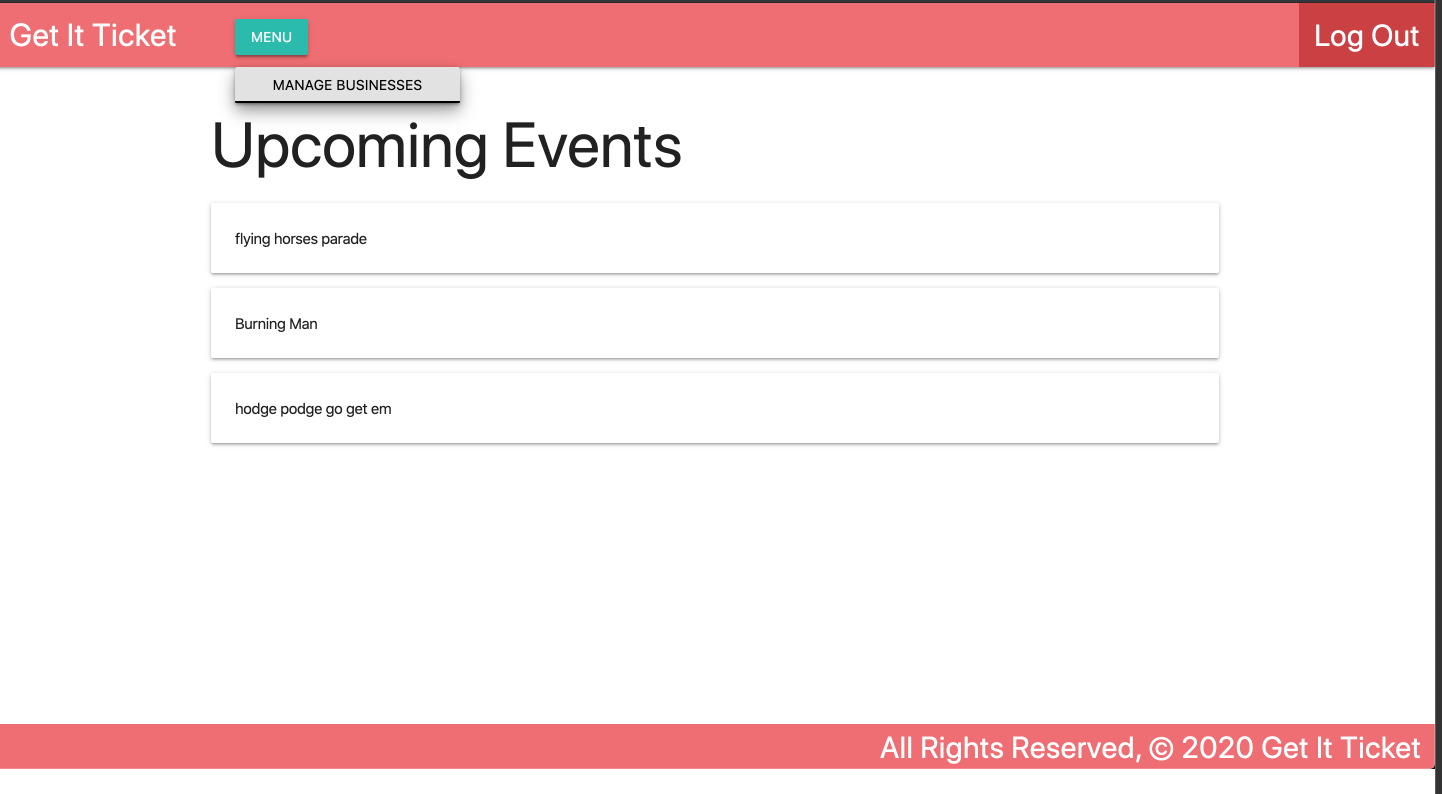 Get It Ticket
MENU
Log Out
MANAGE BUSINESSES
Upcoming Events
flying horses parade
Burning Man
hodge podge go get em
All Rights Reserved, © 2020 Get It Ticket